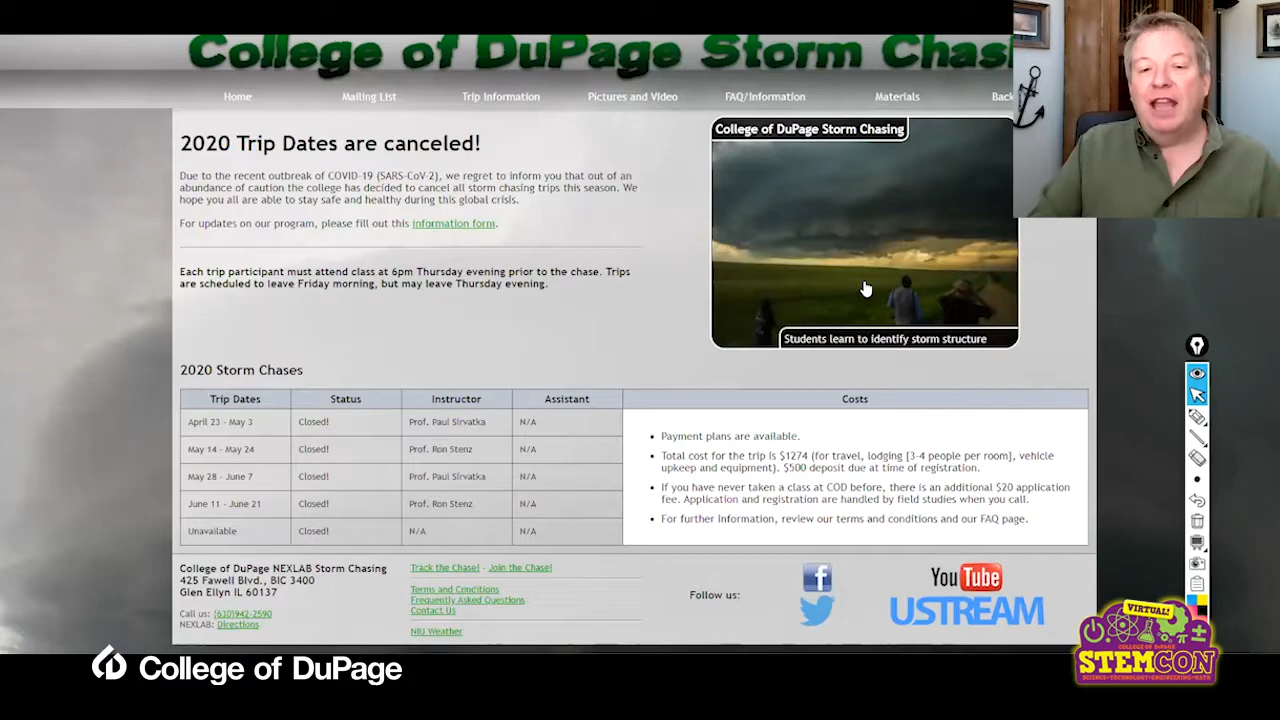 College of DuPage Storm Chasi
Home Mailing List Trip Information Pictures and Video FAQ/Information Materials Back
2020 Trip Dates are canceled!
Due to the recent outbreak of COVID-19 (SARS-CoV-2), we regret to inform you that out of an
abundance of caution the college has decided to cancel all storm chasing trips this season. We
hope you all are able to stay safe and healthy during this global crisis.
For updates on our program, please fill out this information form.
Each trip participant must attend class at 6pm Thursday evening prior to the chase. Trips
are scheduled to leave Friday morning, but may leave Thursday evening.
College of DuPage Storm Chasing
Students learn to identify storm structure
2020 Storm Chases
Trip Dates Status Instructor Assistant Costs
April 23 - May 3 Closed! Prof. Paul Sirvatka N/A
May 14 - May 24 Closed! Prof. Ron Stenz N/A
May 28 - June 7 Closed! Prof. Paul Sirvatka N/A
June 11 - June 21 Closed! Prof. Ron Stenz N/A
Unavailable Closed! N/A N/A
• Payment plans are available.
• Total cost for the trip is $1274 (for travel, lodging [3-4 people per room], vehicle
upkeep and equipment). $500 deposit due at time of registration.
• If you have never taken a class at COD before, there is an additional $20 application
fee. Application and registration are handled by field studies when you call.
• For further information, review our terms and conditions and our FAQ page.
College of DuPage NEXLAB Storm Chasing
425 Fawell Blvd., BIC 3400
Glen Ellyn IL 60137
Call us: (630)942-2590
NEXLAB: Directions
Track the Chase! - Join the Chase!
Terms and Conditions
Frequently Asked Questions
Contact Us
NIU Weather
Follow us:
f
YouTube
USTREAM
College of DuPage
VIRTUAL!
COLLEGE OF DUPAGE
STEMCON
SCIENCE•TECHNOLOGY•ENGINEERING•MATH